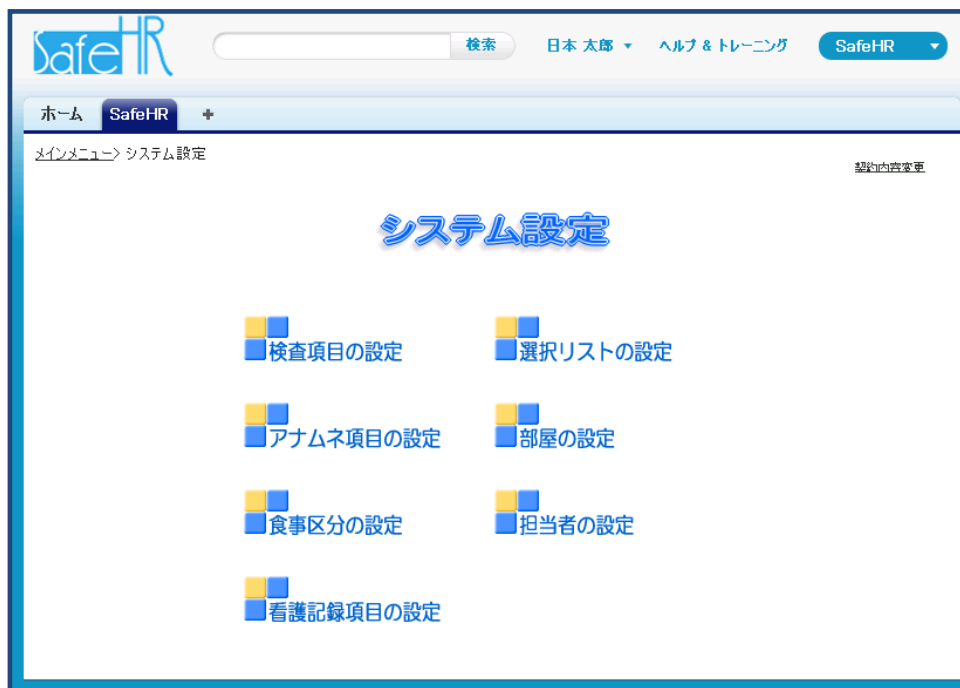 SafeHR
検索
日本 太郎
ヘルプ & トレーニング
SafeHR
ホーム
SafeHR
+
メインメニュー> システム設定
契約内容変更
システム設定
検査項目の設定
選択リストの設定
アナムネ項目の設定
部屋の設定
食事区分の設定
担当者の設定
看護記録項目の設定